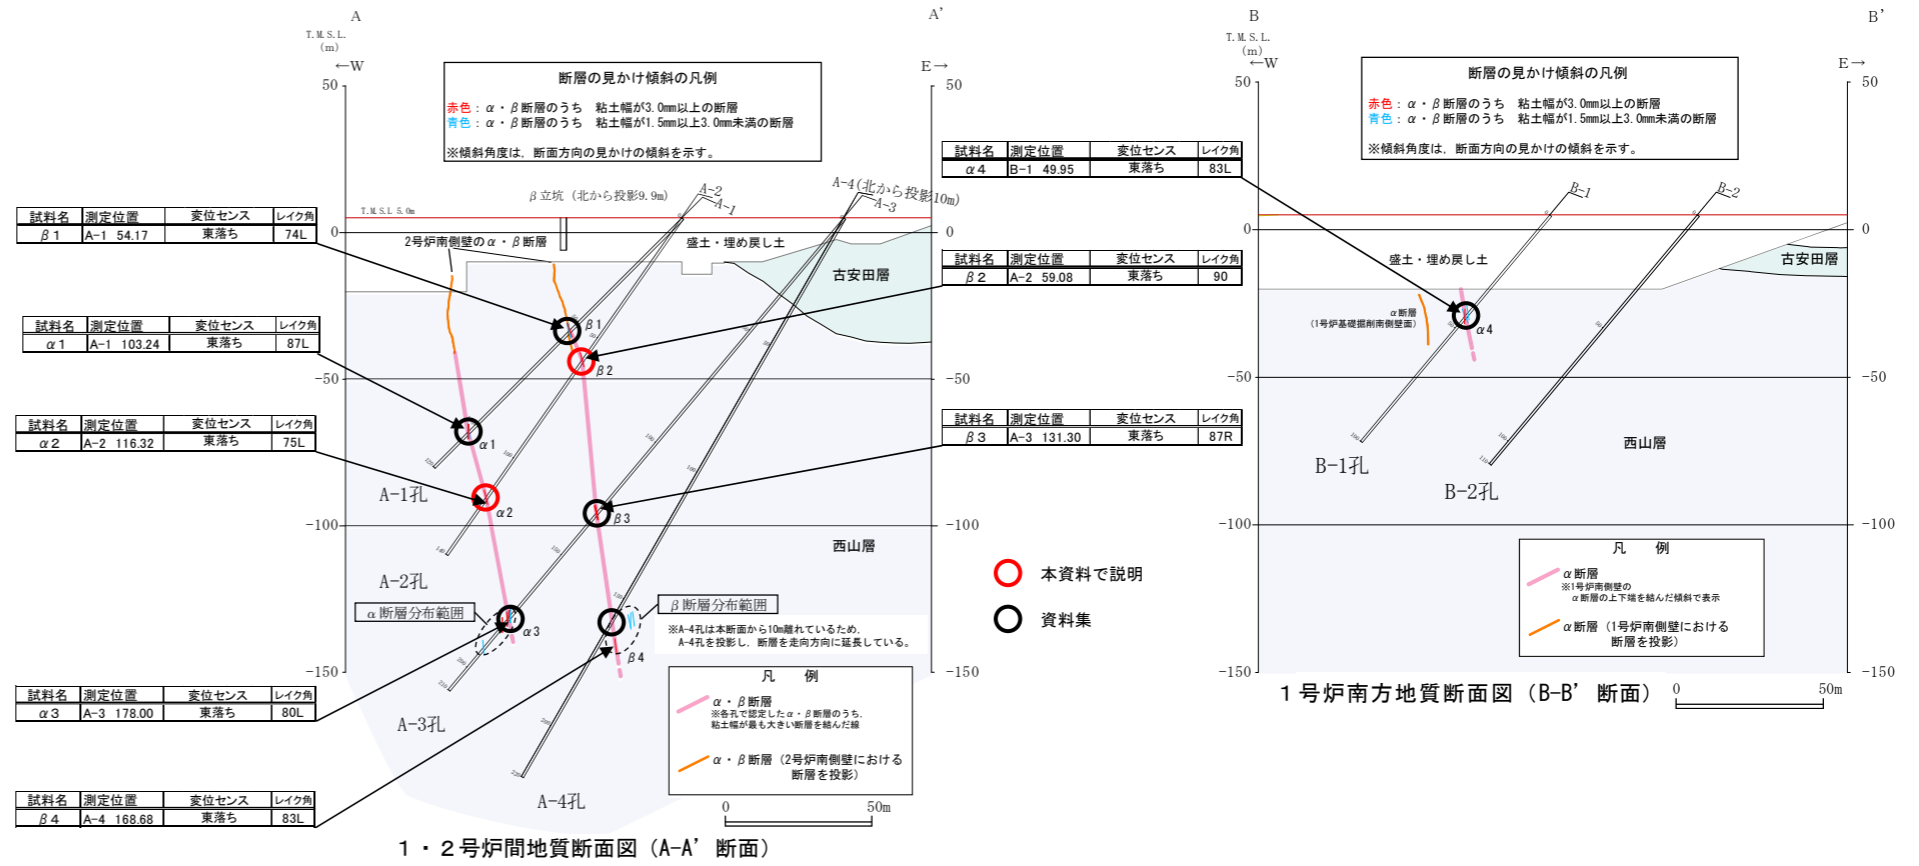 A
A’
T.M.S.L.
(m)
←W
E→
断層の見かけ傾斜の凡例
赤色：α・β断層のうち　粘土幅が3.0mm以上の断層
青色：α・β断層のうち　粘土幅が1.5mm以上3.0mm未満の断層
※傾斜角度は，断面方向の見かけの傾斜を示す。
50
50
0
0
-50
-50
-100
-100
-150
-150
T.M.S.L 5.0m
β立坑（北から投影9.9m）
A-2
A-1
A-4(北から投影10m)
A-3
2号炉南側壁のα・β断層
盛土・埋め戻し土
古安田層
西山層
試料名 測定位置 変位センス レイク角
β1 A-1 54.17 東落ち 74L
試料名 測定位置 変位センス レイク角
α1 A-1 103.24 東落ち 87L
試料名 測定位置 変位センス レイク角
α2 A-2 116.32 東落ち 75L
試料名 測定位置 変位センス レイク角
α3 A-3 178.00 東落ち 80L
試料名 測定位置 変位センス レイク角
β4 A-4 168.68 東落ち 83L
試料名 測定位置 変位センス レイク角
α4 B-1 49.95 東落ち 83L
試料名 測定位置 変位センス レイク角
β2 A-2 59.08 東落ち 90
試料名 測定位置 変位センス レイク角
β3 A-3 131.30 東落ち 87R
β1
β2
α1
α2
β3
α3
β4
A-1孔
A-2孔
A-3孔
A-4孔
α断層分布範囲
β断層分布範囲
※A-4孔は本断面から10m離れているため，
A-4孔を投影し，断層を走向方向に延長している。
凡　例
α・β断層
※各孔で認定したα・β断層のうち，
粘土幅が最も大きい断層を結んだ線
α・β断層（2号炉南側壁における
断層を投影）
0
50m
1・2号炉間地質断面図（A-A’断面）
本資料で説明
資料集
B
B’
T.M.S.L.
(m)
←W
E→
断層の見かけ傾斜の凡例
赤色：α・β断層のうち　粘土幅が3.0mm以上の断層
青色：α・β断層のうち　粘土幅が1.5mm以上3.0mm未満の断層
※傾斜角度は，断面方向の見かけの傾斜を示す。
50
50
0
0
-50
-50
-100
-100
-150
-150
B-1
B-2
盛土・埋め戻し土
古安田層
α断層
（1号炉基礎掘削南側壁面）
α4
西山層
B-1孔
B-2孔
凡　例
α断層
※1号炉南側壁の
α断層の上下端を結んだ傾斜で表示
α断層（1号炉南側壁における
断層を投影）
1号炉南方地質断面図（B-B’断面）
0
50m